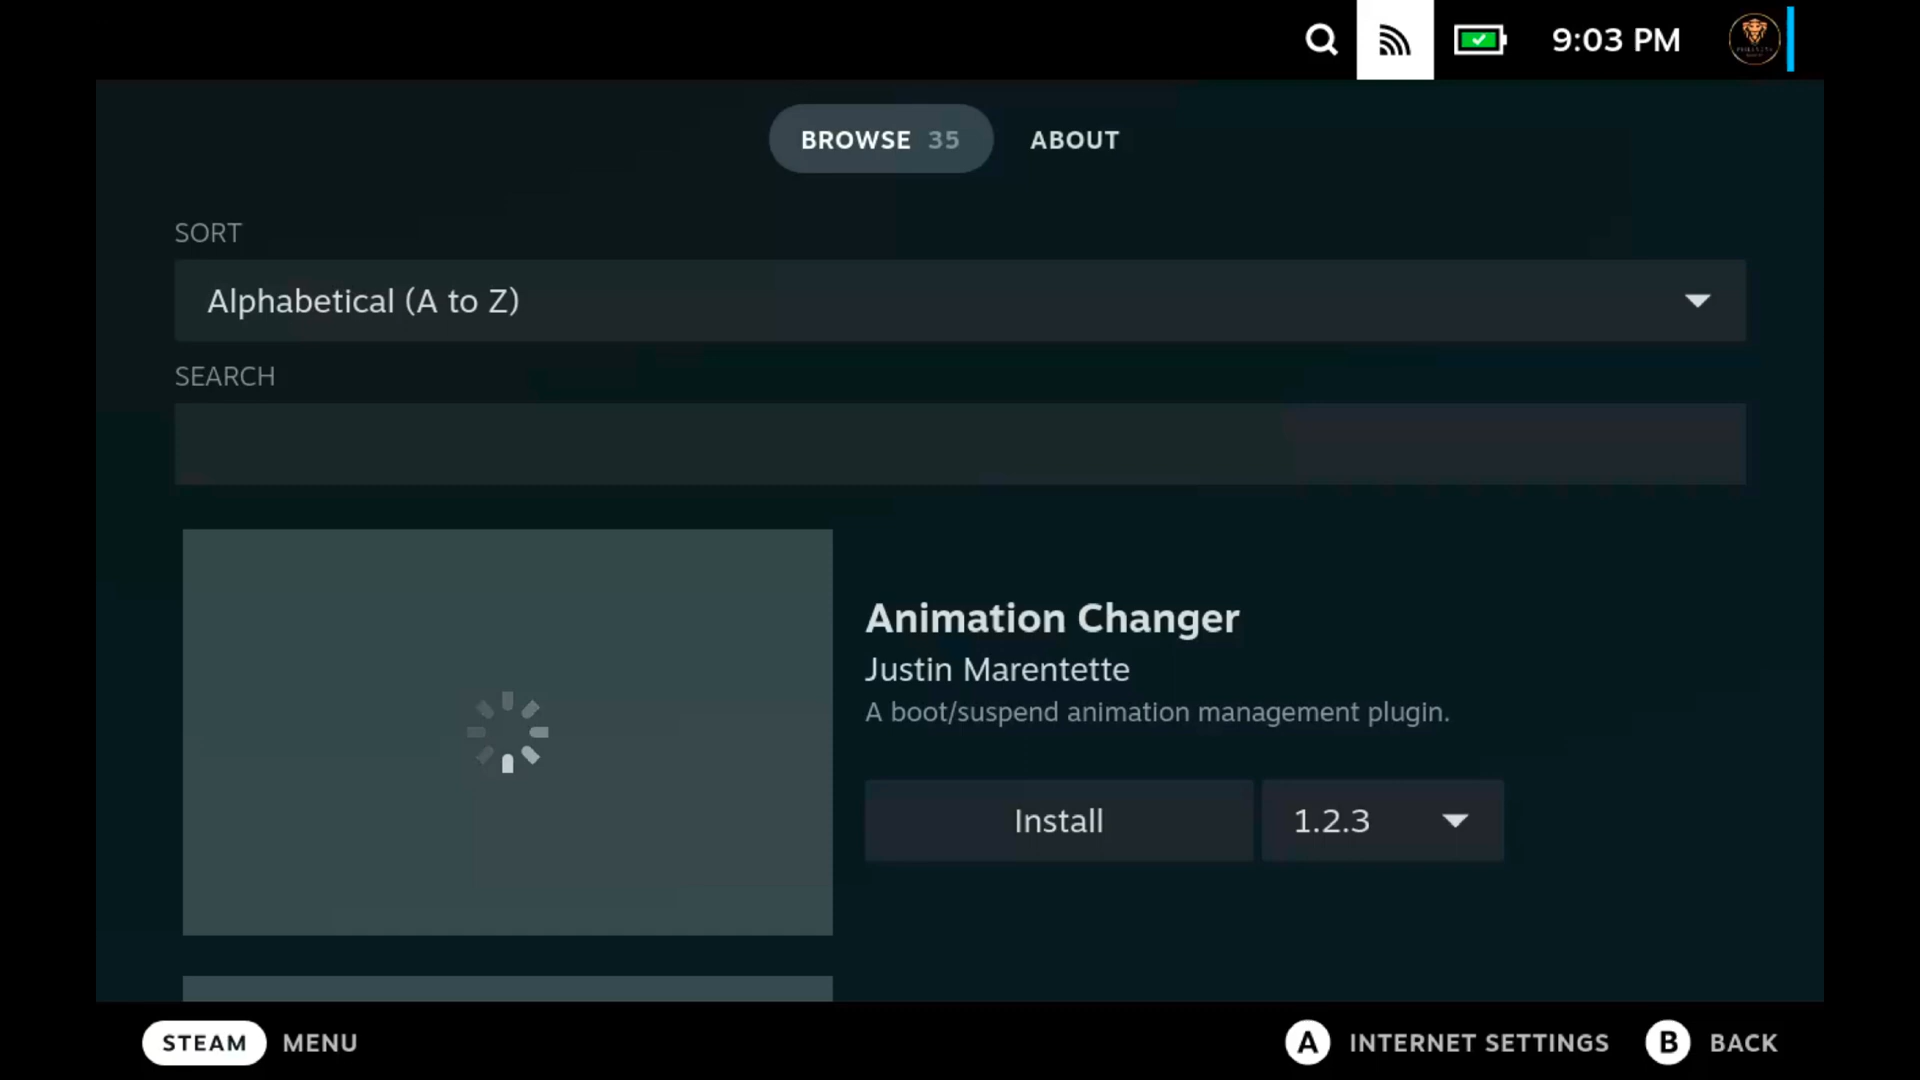 9:03 PM
BROWSE 35 ABOUT
SORT
Alphabetical (A to Z)
SEARCH
Animation Changer
Justin Marentette
A boot/suspend animation management plugin.
Install 1.2.3
STEAM MENU A INTERNET SETTINGS B BACK